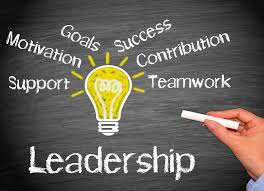 Goals
Success
Motivation
Contribution
Support
Teamwork
Leadership